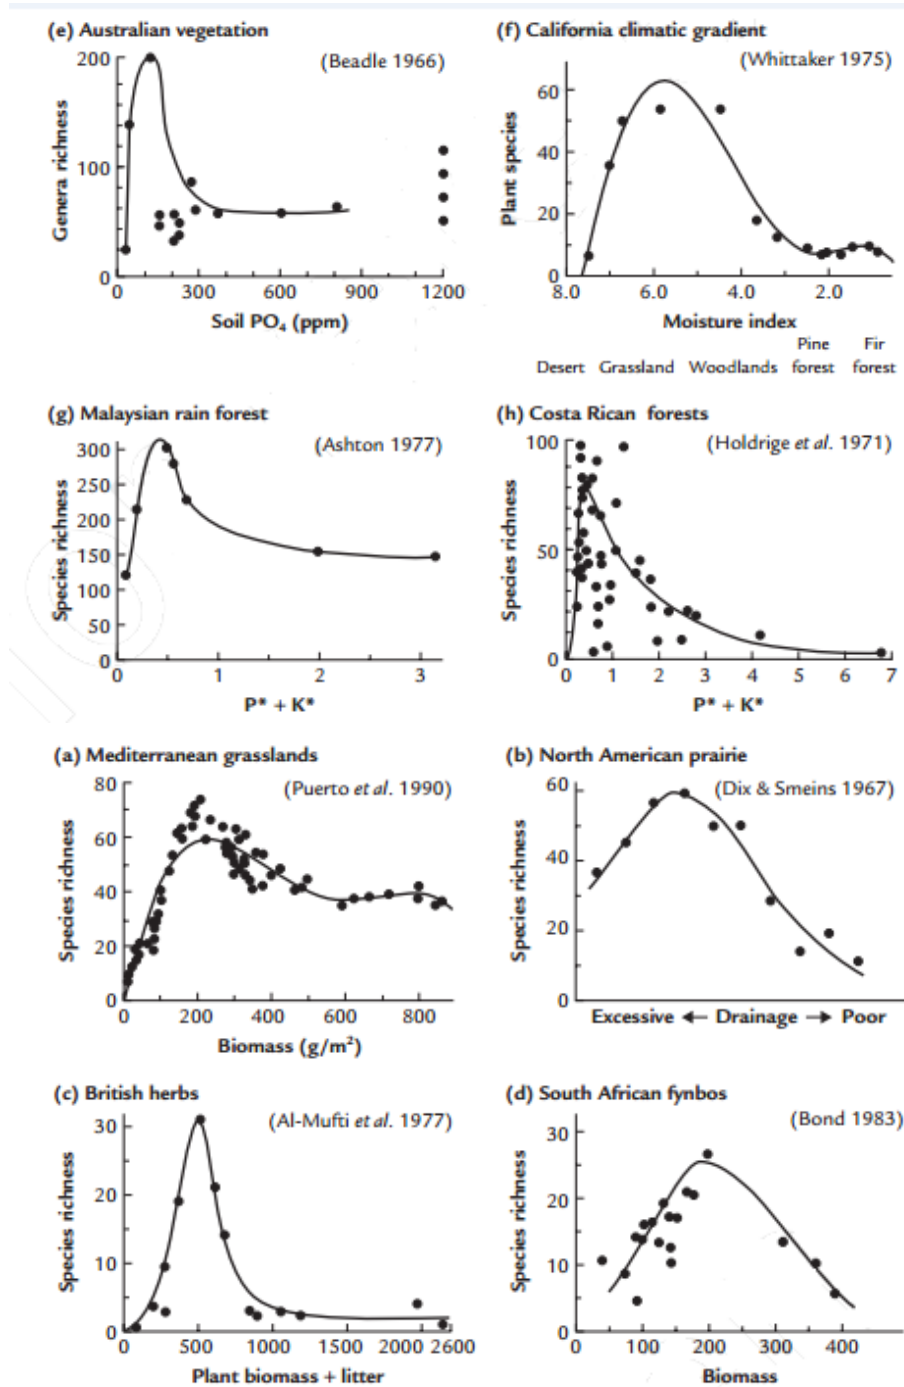 (e) Australian vegetation
(Beadle 1966)
Genera richness
200
100
0
0 300 600 900 1200
Soil PO₄ (ppm)
(f) California climatic gradient
(Whittaker 1975)
Plant species
60
40
20
0
8.0 6.0 4.0 2.0
Moisture index
Desert Grassland Woodlands Pine forest Fir forest
(g) Malaysian rain forest
(Ashton 1977)
Species richness
300
250
200
150
100
50
0
0 1 2 3
P* + K*
(h) Costa Rican forests
(Holdrige et al. 1971)
Species richness
100
50
0
0 1 2 3 4 5 6 7
P* + K*
(a) Mediterranean grasslands
(Puerto et al. 1990)
Species richness
80
60
40
20
0
0 200 400 600 800
Biomass (g/m²)
(b) North American prairie
(Dix & Smeins 1967)
Species richness
60
40
20
0
Excessive ← Drainage → Poor
(c) British herbs
(Al-Mufti et al. 1977)
Species richness
30
20
10
0
0 500 1000 1500 2000 2600
Plant biomass + litter
(d) South African fynbos
(Bond 1983)
Species richness
30
20
10
0
0 100 200 300 400
Biomass